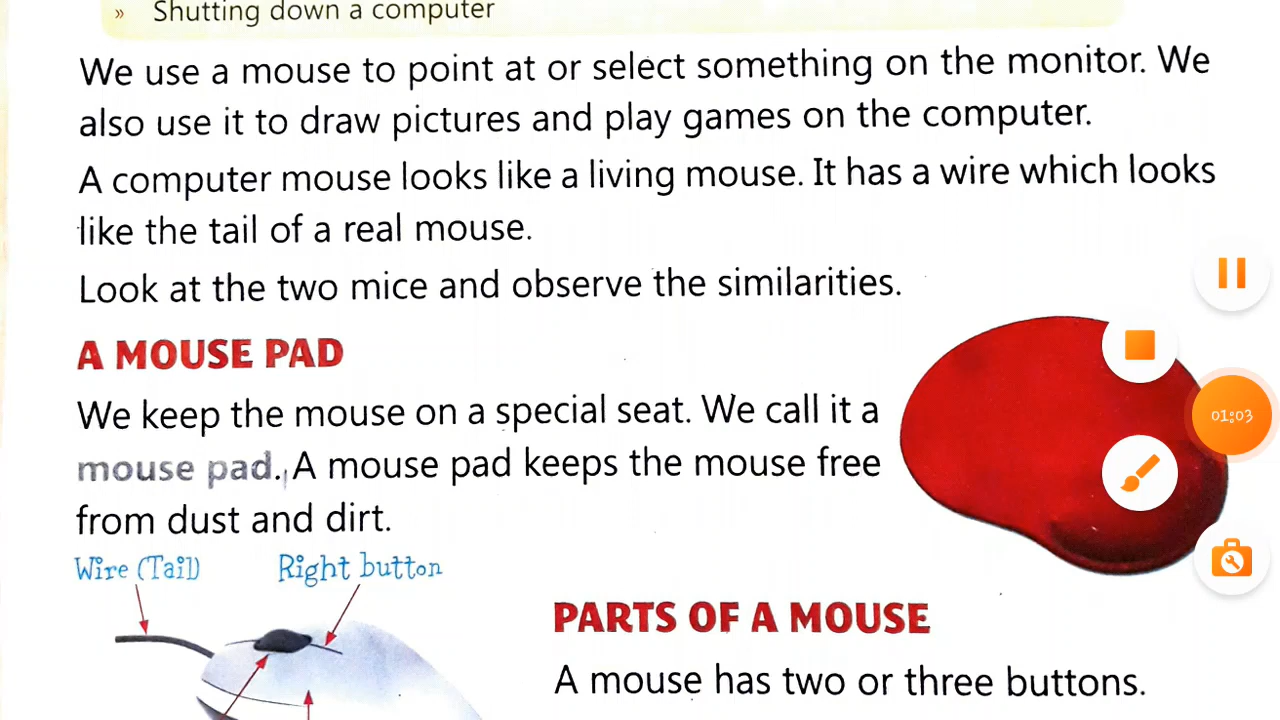 » Shutting down a computer
We use a mouse to point at or select something on the monitor. We
also use it to draw pictures and play games on the computer.
A computer mouse looks like a living mouse. It has a wire which looks
like the tail of a real mouse.
Look at the two mice and observe the similarities.
A MOUSE PAD
We keep the mouse on a special seat. We call it a
mouse pad. A mouse pad keeps the mouse free
from dust and dirt.
01:03
Wire (Tail) Right button
PARTS OF A MOUSE
A mouse has two or three buttons.